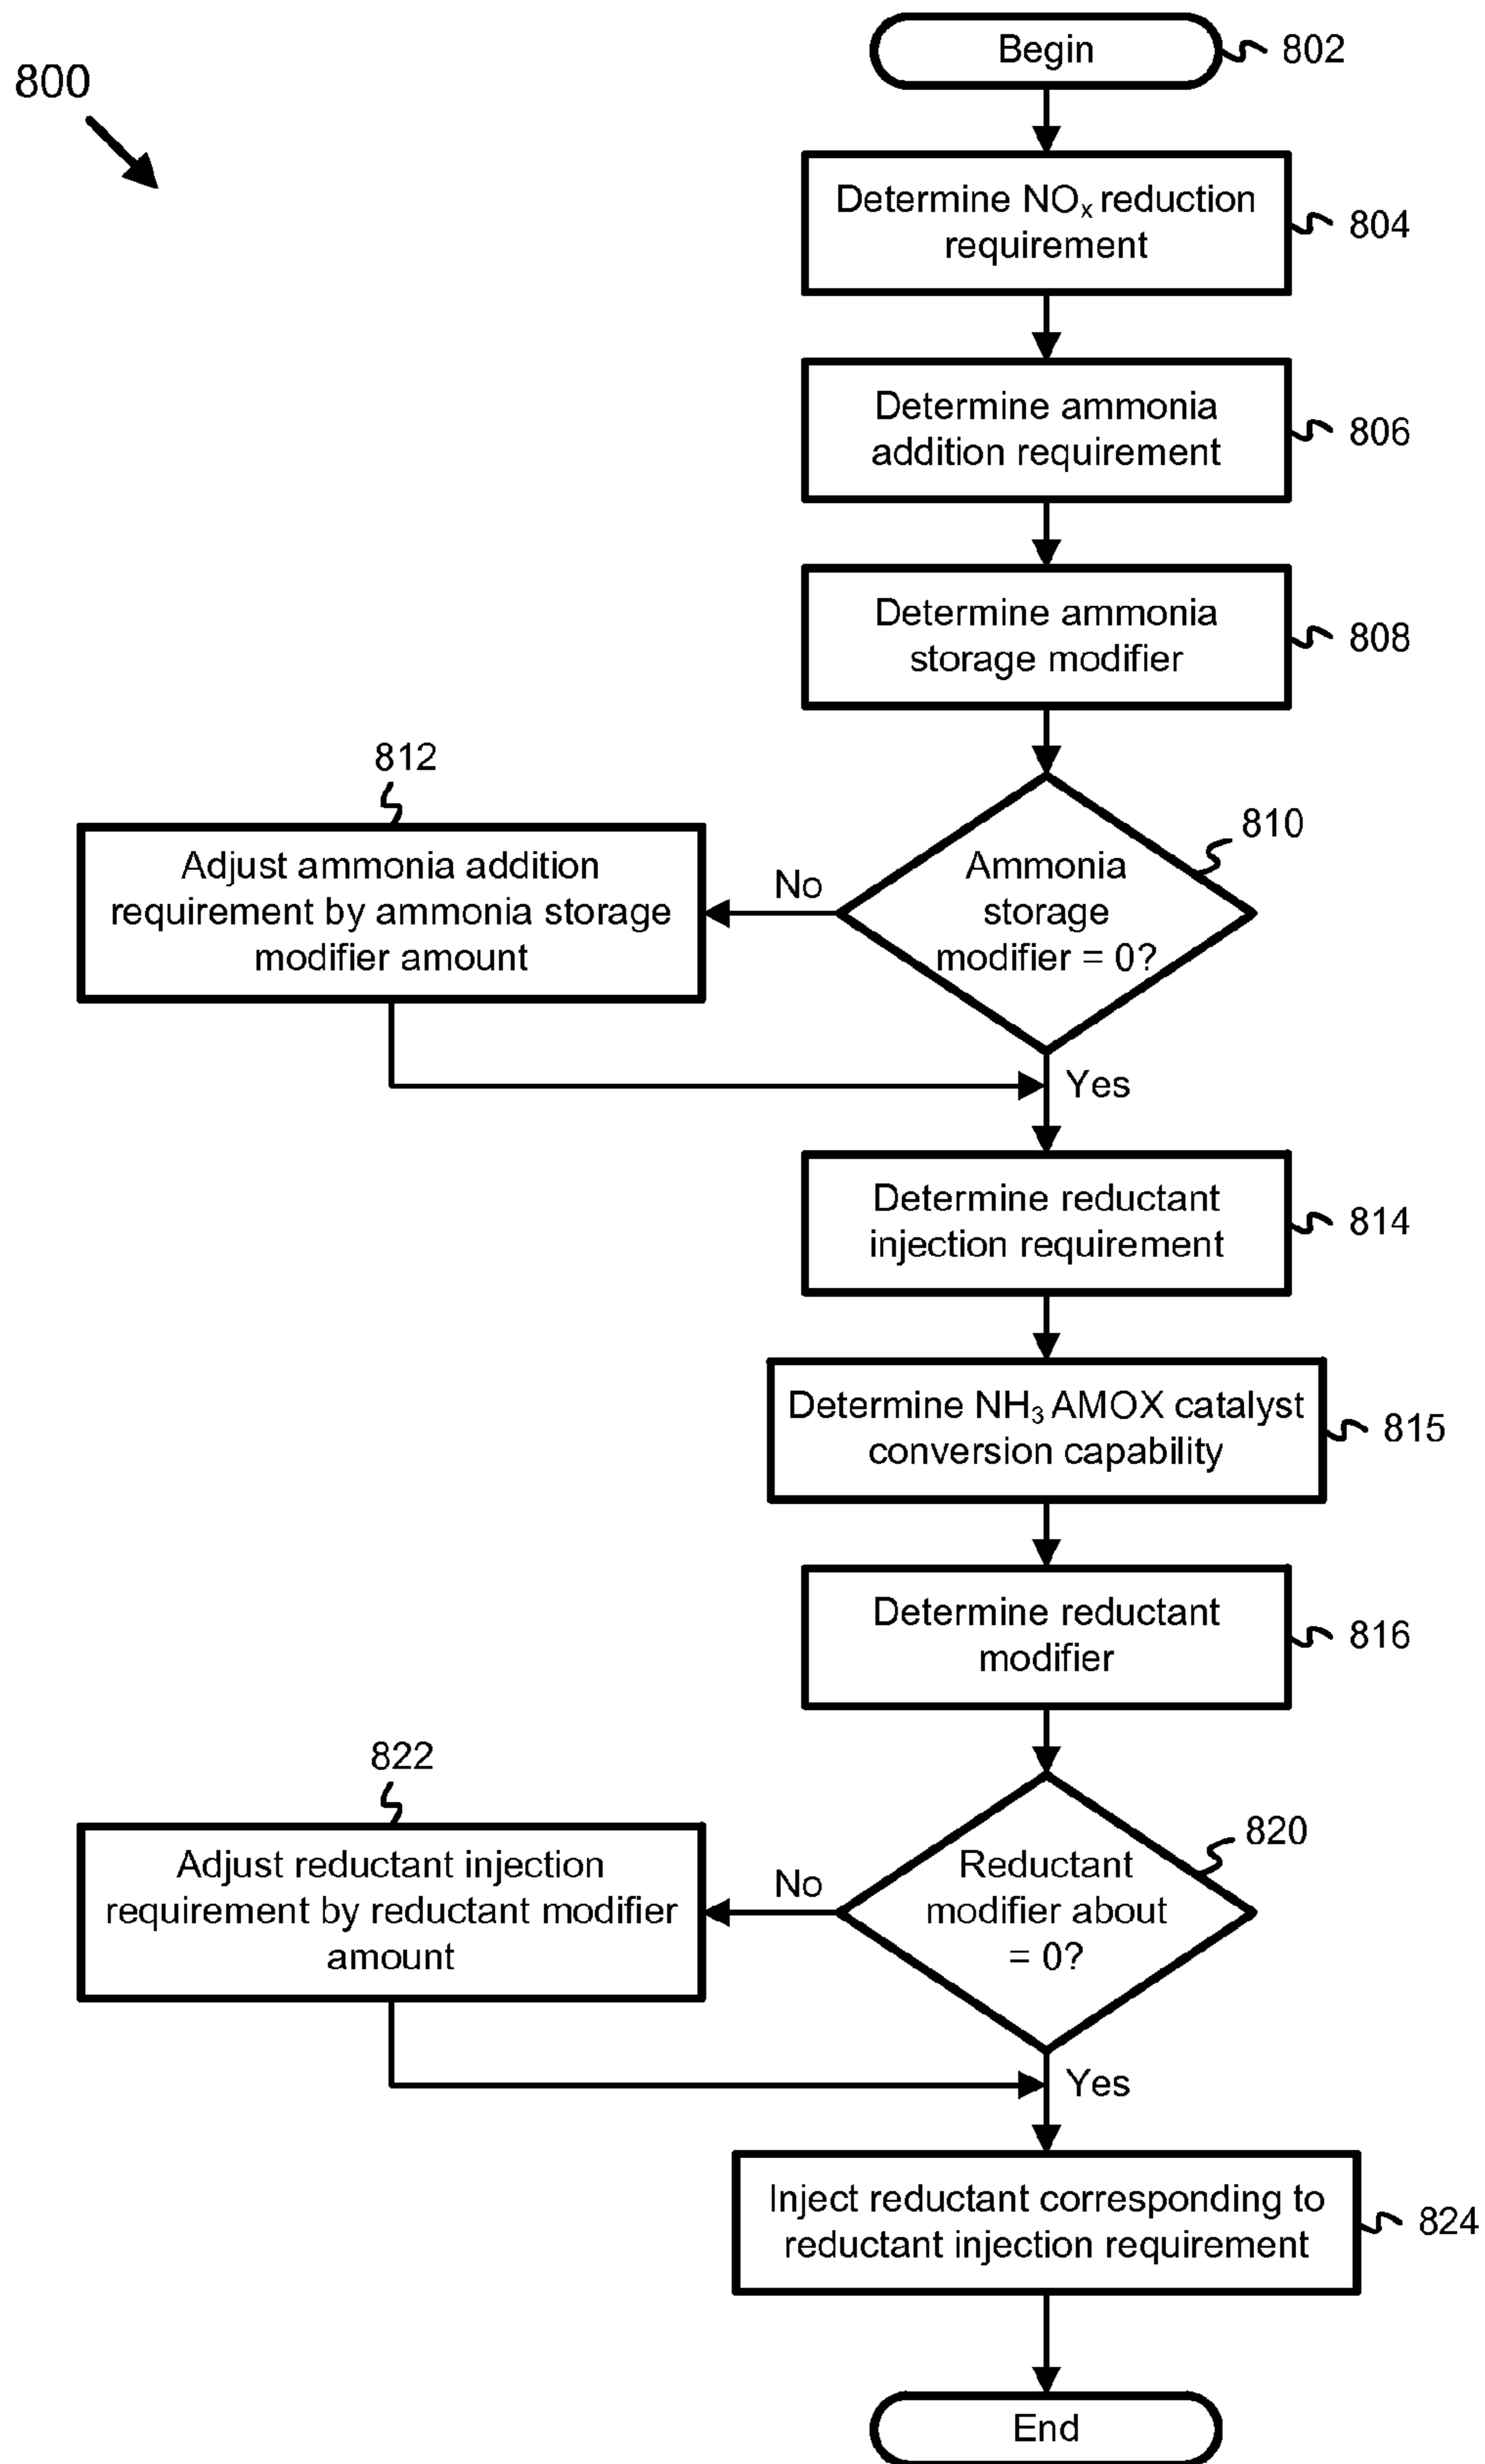 800
Begin
802
Determine NOx reduction
requirement
804
Determine ammonia
addition requirement
806
Determine ammonia
storage modifier
808
812
Adjust ammonia addition
requirement by ammonia storage
modifier amount
No
810
Ammonia
storage
modifier = 0?
Yes
Determine reductant
injection requirement
814
Determine NH3 AMOX catalyst
conversion capability
815
Determine reductant
modifier
816
822
Adjust reductant injection
requirement by reductant modifier
amount
No
820
Reductant
modifier about
= 0?
Yes
Inject reductant corresponding to
reductant injection requirement
824
End